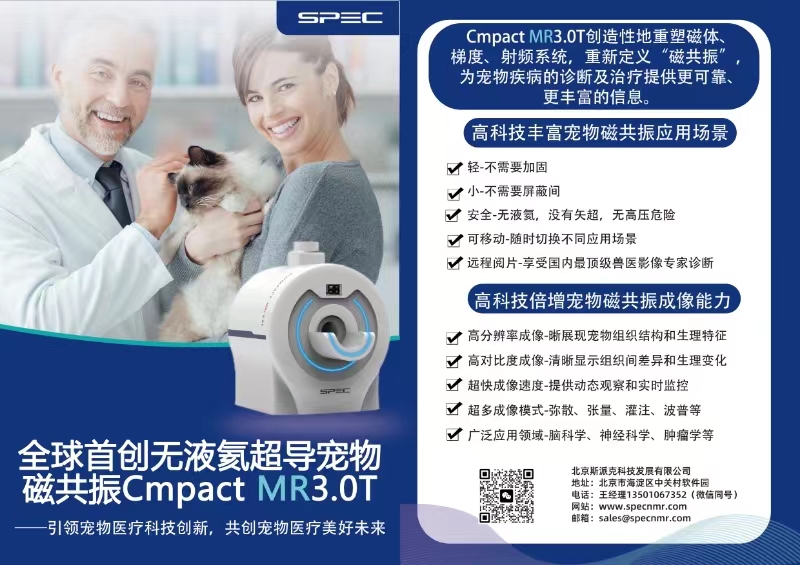 SPEC
SPEC
全球首创无液氦超导宠物
磁共振Cmpact MR3.0T
——引领宠物医疗科技创新，共创宠物医疗美好未来
Cmpact MR3.0T创造性地重塑磁体、
梯度、射频系统，重新定义“磁共振”，
为宠物疾病的诊断及治疗提供更可靠、
更丰富的信息。
高科技丰富宠物磁共振应用场景
轻-不需要加固
小-不需要屏蔽间
安全-无液氦，没有失超，无高压危险
可移动-随时切换不同应用场景
远程阅片-享受国内最顶级兽医影像专家诊断
高科技倍增宠物磁共振成像能力
高分辨率成像-晰展现宠物组织结构和生理特征
高对比度成像-清晰显示组织间差异和生理变化
超快成像速度-提供动态观察和实时监控
超多成像模式-弥散、张量、灌注、波普等
广泛应用领域-脑科学、神经科学、肿瘤学等
北京斯派克科技发展有限公司
地址：北京市海淀区中关村软件园
电话：王经理13501067352（微信同号）
网站：www.specnmr.com
邮箱：sales@specnmr.com